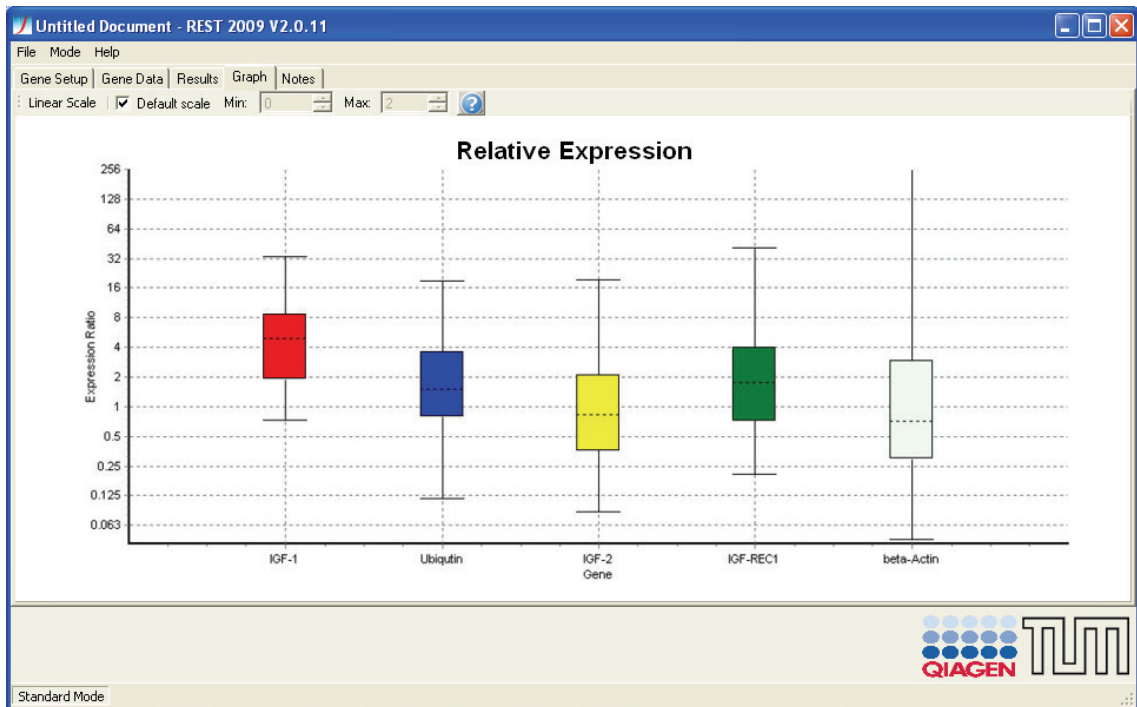 Untitled Document - REST 2009 V2.0.11
File Mode Help
Gene Setup Gene Data Results Graph Notes
Linear Scale Default scale Min: 0 Max: 2 ?
Relative Expression
256
128
64
32
16
8
4
2
1
0.5
0.25
0.125
0.063
Expression Ratio
IGF-1 Ubiqutin IGF-2 IGF-REC1 beta-Actin
Gene
QIAGEN TUM
Standard Mode